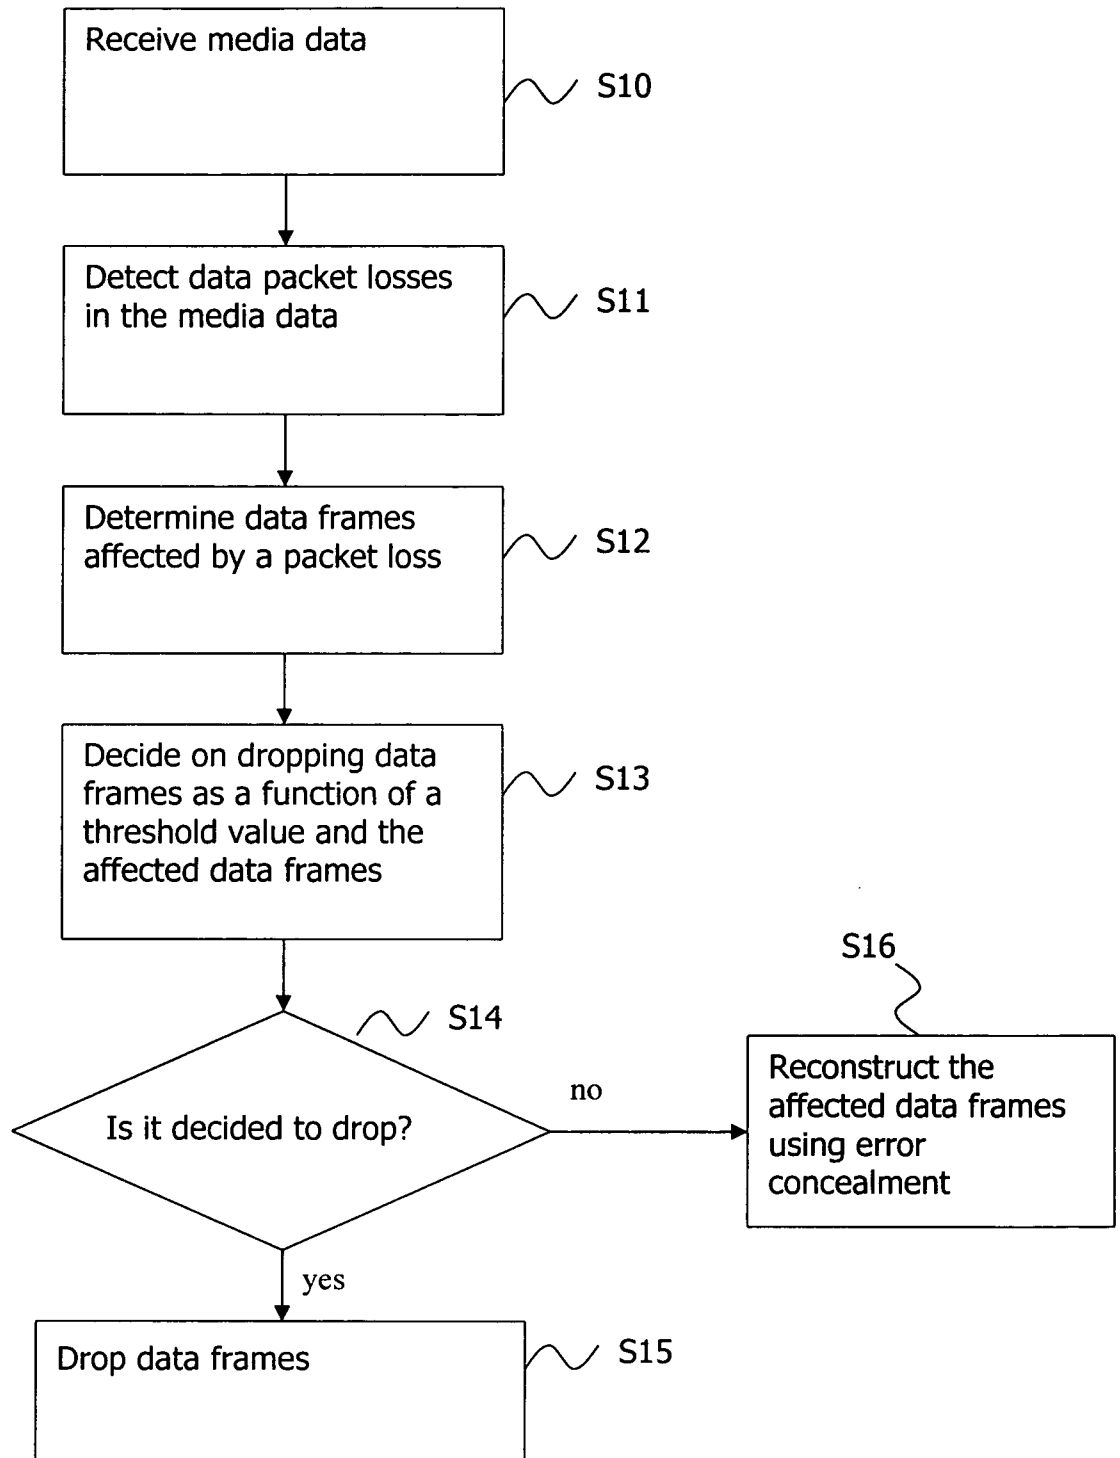 Receive media data
S10
Detect data packet losses
in the media data
S11
Determine data frames
affected by a packet loss
S12
Decide on dropping data
frames as a function of a
threshold value and the
affected data frames
S13
S14
Is it decided to drop?
no
S16
Reconstruct the
affected data frames
using error
concealment
yes
Drop data frames
S15